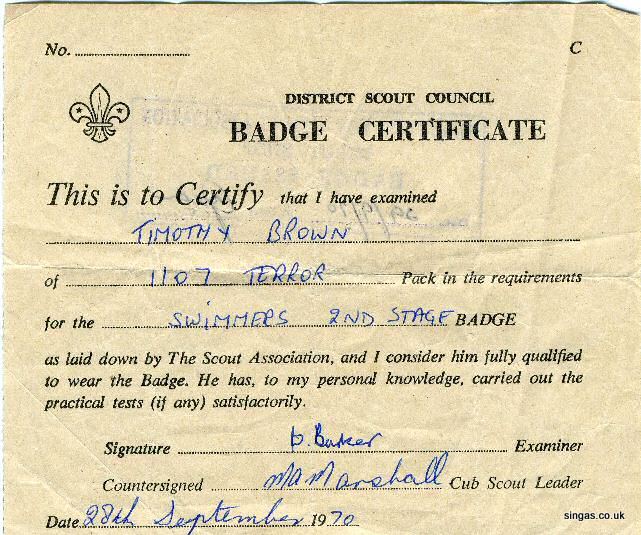 No. C
DISTRICT SCOUT COUNCIL
BADGE CERTIFICATE
This is to Certify that I have examined
TIMOTHY BROWN
of 1107 TERROR Pack in the requirements
for the SWIMMERS 2ND STAGE BADGE
as laid down by The Scout Association, and I consider him fully qualified
to wear the Badge. He has, to my personal knowledge, carried out the
practical tests (if any) satisfactorily.
Signature D. Barker Examiner
Countersigned MA Marshall Cub Scout Leader
Date 28th September 1970
singas.co.uk